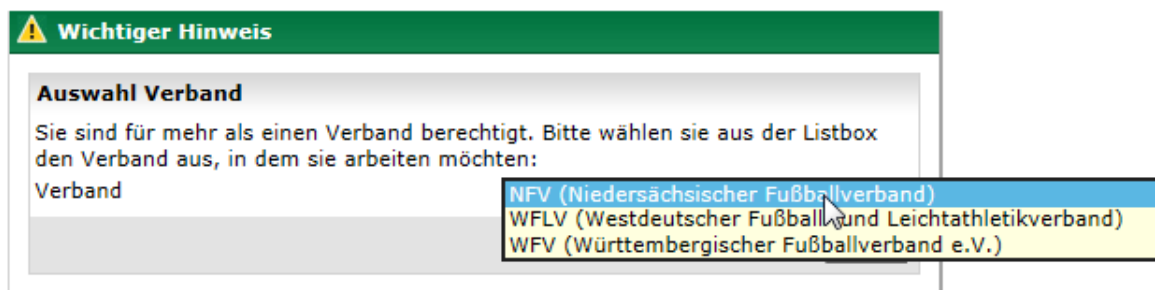 Wichtiger Hinweis
Auswahl Verband
Sie sind für mehr als einen Verband berechtigt. Bitte wählen sie aus der Listbox
den Verband aus, in dem sie arbeiten möchten:
Verband
NFV (Niedersächsischer Fußballverband)
WFLV (Westdeutscher Fußball und Leichtathletikverband)
WFV (Württembergischer Fußballverband e.V.)